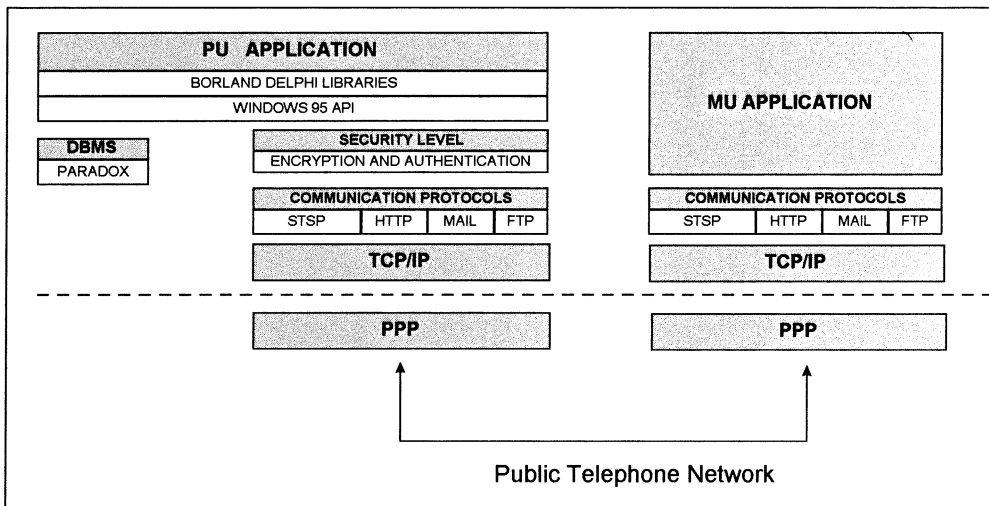 PU APPLICATION
BORLAND DELPHI LIBRARIES
WINDOWS 95 API
DBMS
PARADOX
SECURITY LEVEL
ENCRYPTION AND AUTHENTICATION
COMMUNICATION PROTOCOLS
STSP HTTP MAIL FTP
TCP/IP
PPP
MU APPLICATION
COMMUNICATION PROTOCOLS
STSP HTTP MAIL FTP
TCP/IP
PPP
Public Telephone Network